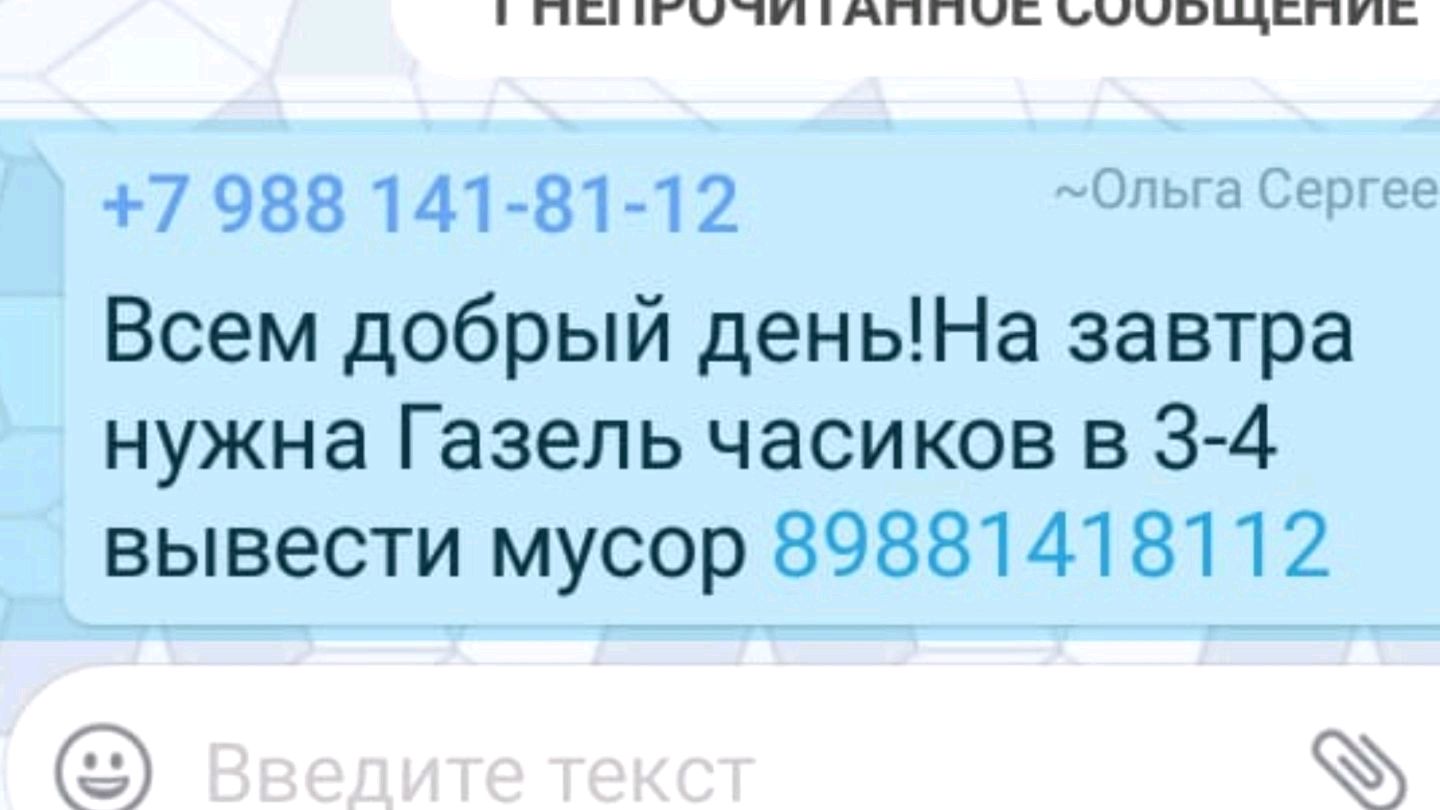 1 НЕПРОЧИТАННОЕ СООБЩЕНИЕ
+7 988 141-81-12 ~Ольга Сергее
Всем добрый день!На завтра
нужна Газель часиков в 3-4
вывести мусор 89881418112
Введите текст